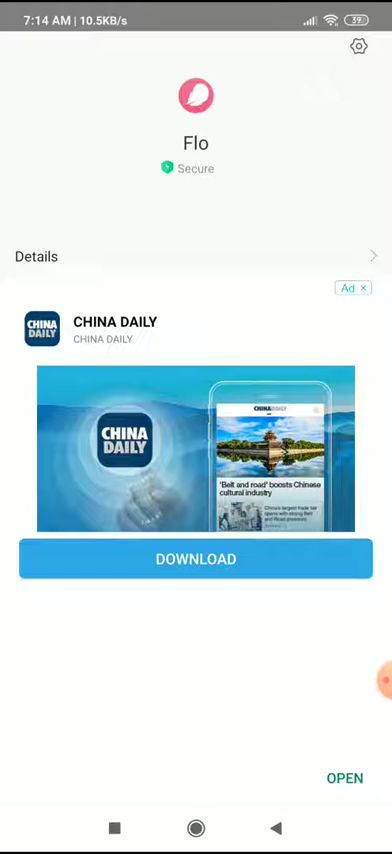 7:14 AM | 10.5KB/s
39
Flo
Secure
Details
Ad ×
CHINA DAILY
CHINA DAILY
CHINA
DAILY
CHINA
DAILY
CHINADAILY
'Belt and road' boosts Chinese
cultural industry
DOWNLOAD
OPEN